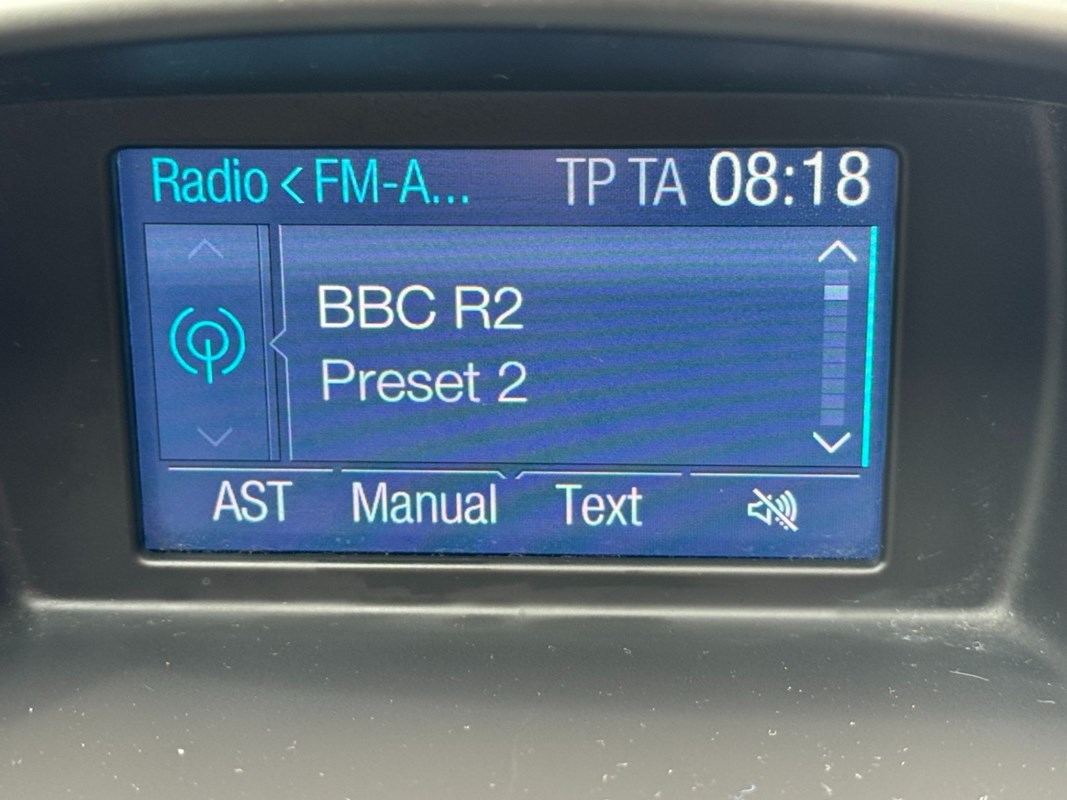 Radio < FM-A... TP TA 08:18
BBC R2
Preset 2
AST Manual Text